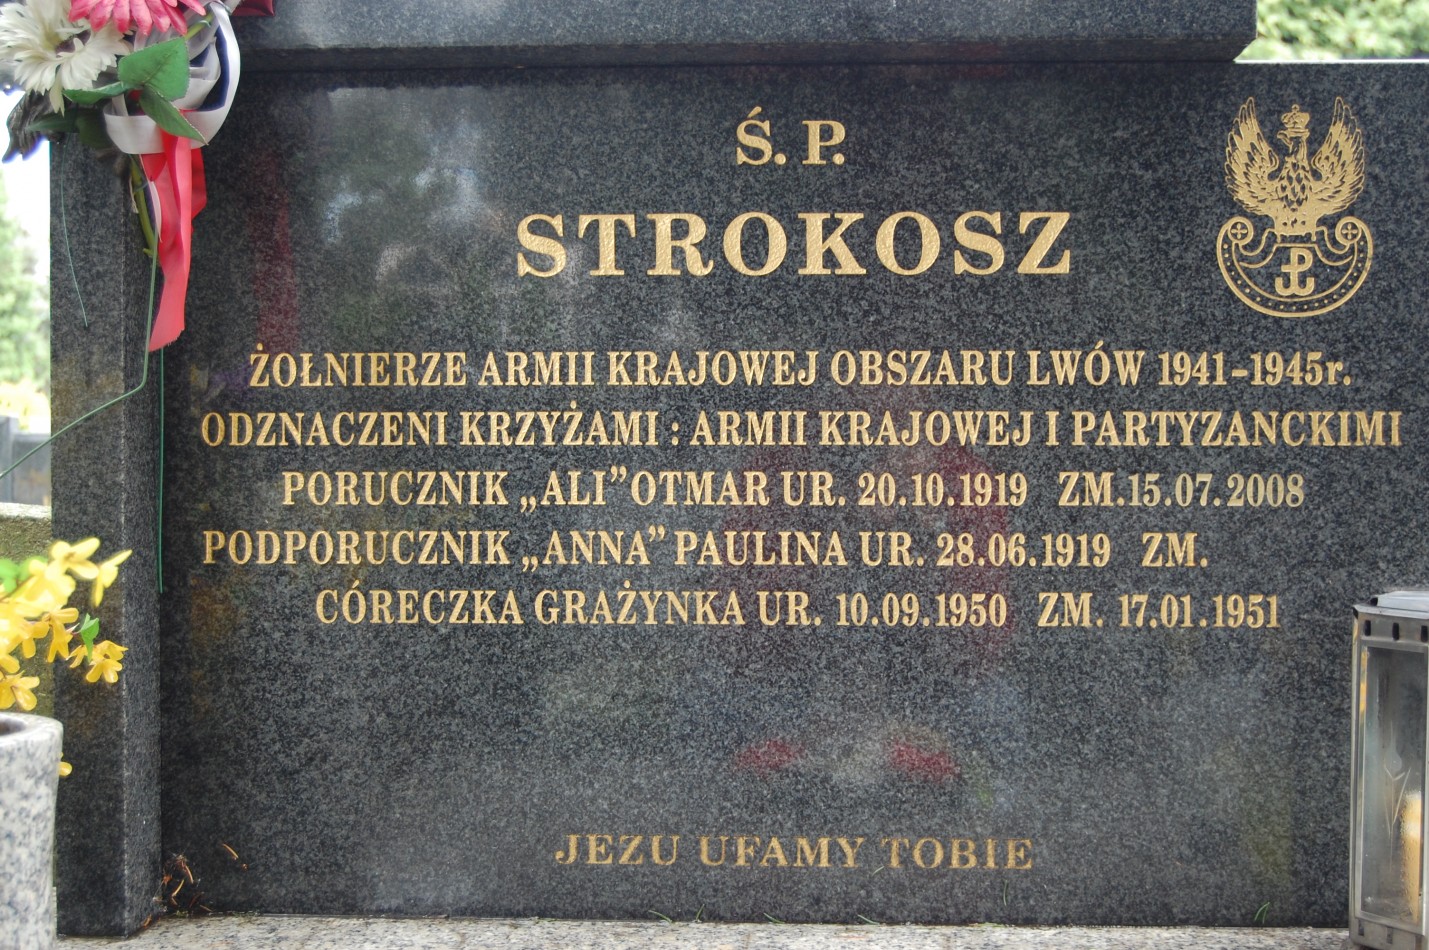 Ś. P.
STROKOSZ
ŻOŁNIERZE ARMII KRAJOWEJ OBSZARU LWÓW 1941-1945r.
ODZNACZENI KRZYŻAMI : ARMII KRAJOWEJ I PARTYZANCKIMI
PORUCZNIK „ALI” OTMAR UR. 20.10.1919 ZM.15.07.2008
PODPORUCZNIK „ANNA” PAULINA UR. 28.06.1919 ZM.
CÓRECZKA GRAŻYNKA UR. 10.09.1950 ZM. 17.01.1951
JEZU UFAMY TOBIE